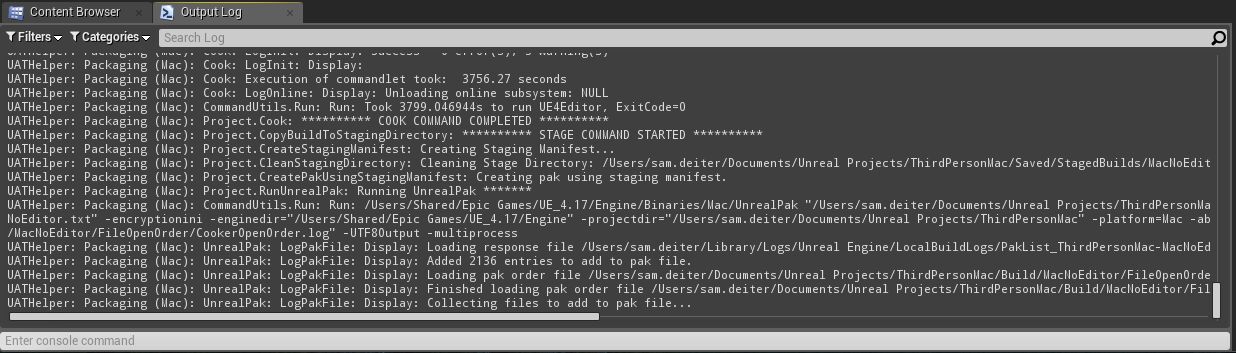 Content Browser
Output Log
Filters
Categories
Search Log
UATHelper: Packaging (Mac): Cook: LogInit: Display: Success - 0 error(s), 5 warning(s)
UATHelper: Packaging (Mac): Cook: LogInit: Display:
UATHelper: Packaging (Mac): Cook: Execution of commandlet took:  3756.27 seconds
UATHelper: Packaging (Mac): Cook: LogOnline: Display: Unloading online subsystem: NULL
UATHelper: Packaging (Mac): CommandUtils.Run: Run: Took 3799.046944s to run UE4Editor, ExitCode=0
UATHelper: Packaging (Mac): Project.Cook: ********** COOK COMMAND COMPLETED **********
UATHelper: Packaging (Mac): Project.CopyBuildToStagingDirectory: ********** STAGE COMMAND STARTED **********
UATHelper: Packaging (Mac): Project.CreateStagingManifest: Creating Staging Manifest...
UATHelper: Packaging (Mac): Project.CleanStagingDirectory: Cleaning Stage Directory: /Users/sam.deiter/Documents/Unreal Projects/ThirdPersonMac/Saved/StagedBuilds/MacNoEdit
UATHelper: Packaging (Mac): Project.CreatePakUsingStagingManifest: Creating pak using staging manifest.
UATHelper: Packaging (Mac): Project.RunUnrealPak: Running UnrealPak *******
UATHelper: Packaging (Mac): CommandUtils.Run: Run: /Users/Shared/Epic Games/UE_4.17/Engine/Binaries/Mac/UnrealPak "/Users/sam.deiter/Documents/Unreal Projects/ThirdPersonMa
NoEditor.txt" -encryptionini -enginedir="/Users/Shared/Epic Games/UE_4.17/Engine" -projectdir="/Users/sam.deiter/Documents/Unreal Projects/ThirdPersonMac" -platform=Mac -ab
/MacNoEditor/FileOpenOrder/CookerOpenOrder.log" -UTF8Output -multiprocess
UATHelper: Packaging (Mac): UnrealPak: LogPakFile: Display: Loading response file /Users/sam.deiter/Library/Logs/Unreal Engine/LocalBuildLogs/PakList_ThirdPersonMac-MacNoEd
UATHelper: Packaging (Mac): UnrealPak: LogPakFile: Display: Added 2136 entries to add to pak file.
UATHelper: Packaging (Mac): UnrealPak: LogPakFile: Display: Loading pak order file /Users/sam.deiter/Documents/Unreal Projects/ThirdPersonMac/Build/MacNoEditor/FileOpenOrde
UATHelper: Packaging (Mac): UnrealPak: LogPakFile: Display: Finished loading pak order file /Users/sam.deiter/Documents/Unreal Projects/ThirdPersonMac/Build/MacNoEditor/Fil
UATHelper: Packaging (Mac): UnrealPak: LogPakFile: Display: Collecting files to add to pak file...
Enter console command